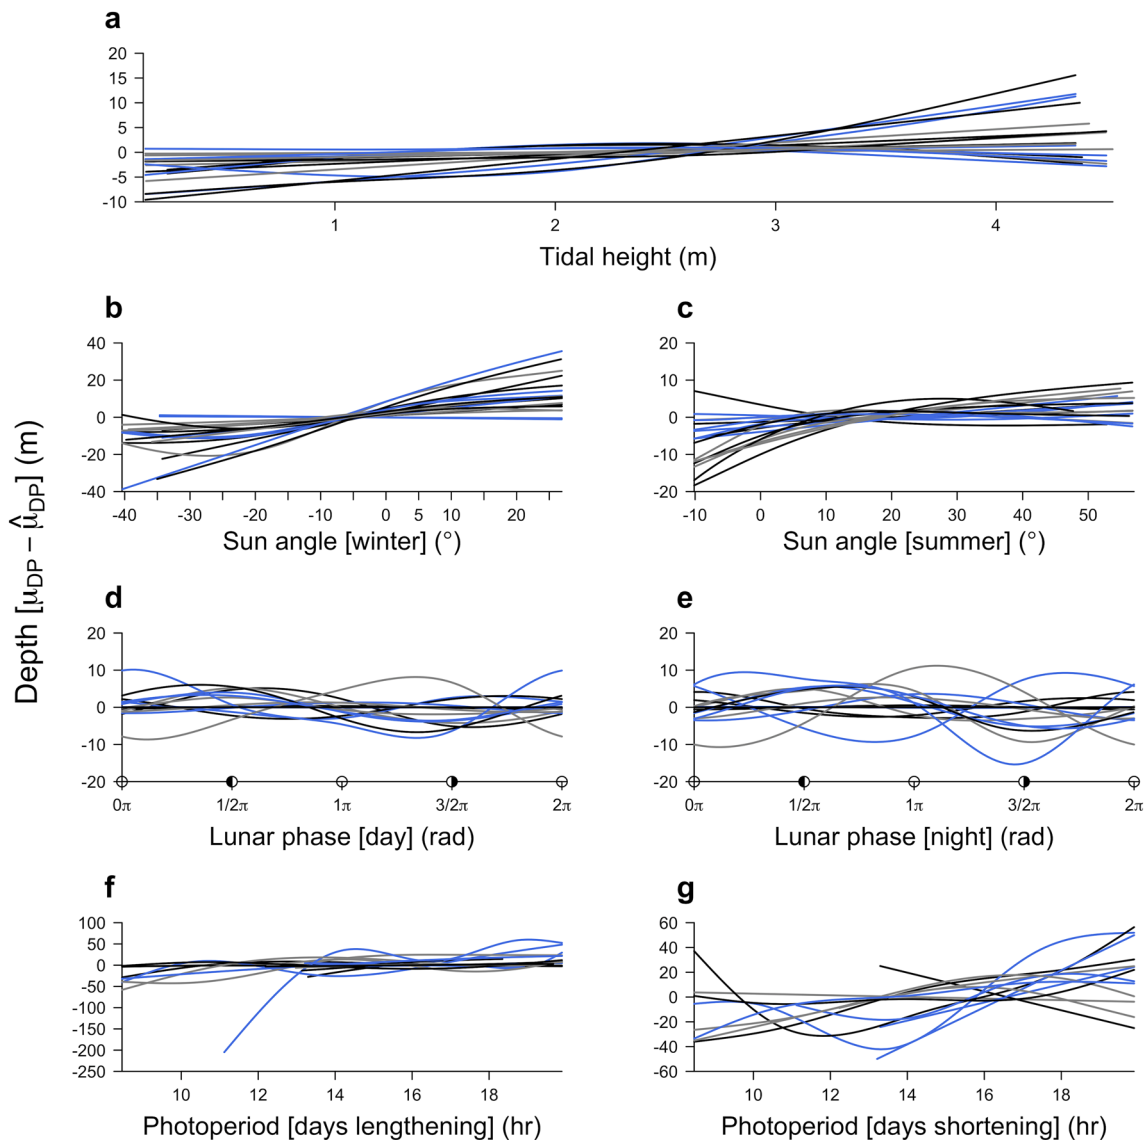 a
20
15
10
5
0
-5
-10
1 2 3 4
Tidal height (m)
Depth [μDP – μ̂DP] (m)
b
40
20
0
-20
-40
-40 -30 -20 -10 0 5 10 20
Sun angle [winter] (°)
c
20
10
0
-10
-20
-10 0 10 20 30 40 50
Sun angle [summer] (°)
d
20
10
0
-10
-20
0π 1/2π 1π 3/2π 2π
Lunar phase [day] (rad)
e
20
10
0
-10
-20
0π 1/2π 1π 3/2π 2π
Lunar phase [night] (rad)
f
100
50
0
-50
-100
-150
-200
-250
10 12 14 16 18
Photoperiod [days lengthening] (hr)
g
60
40
20
0
-20
-40
-60
10 12 14 16 18
Photoperiod [days shortening] (hr)